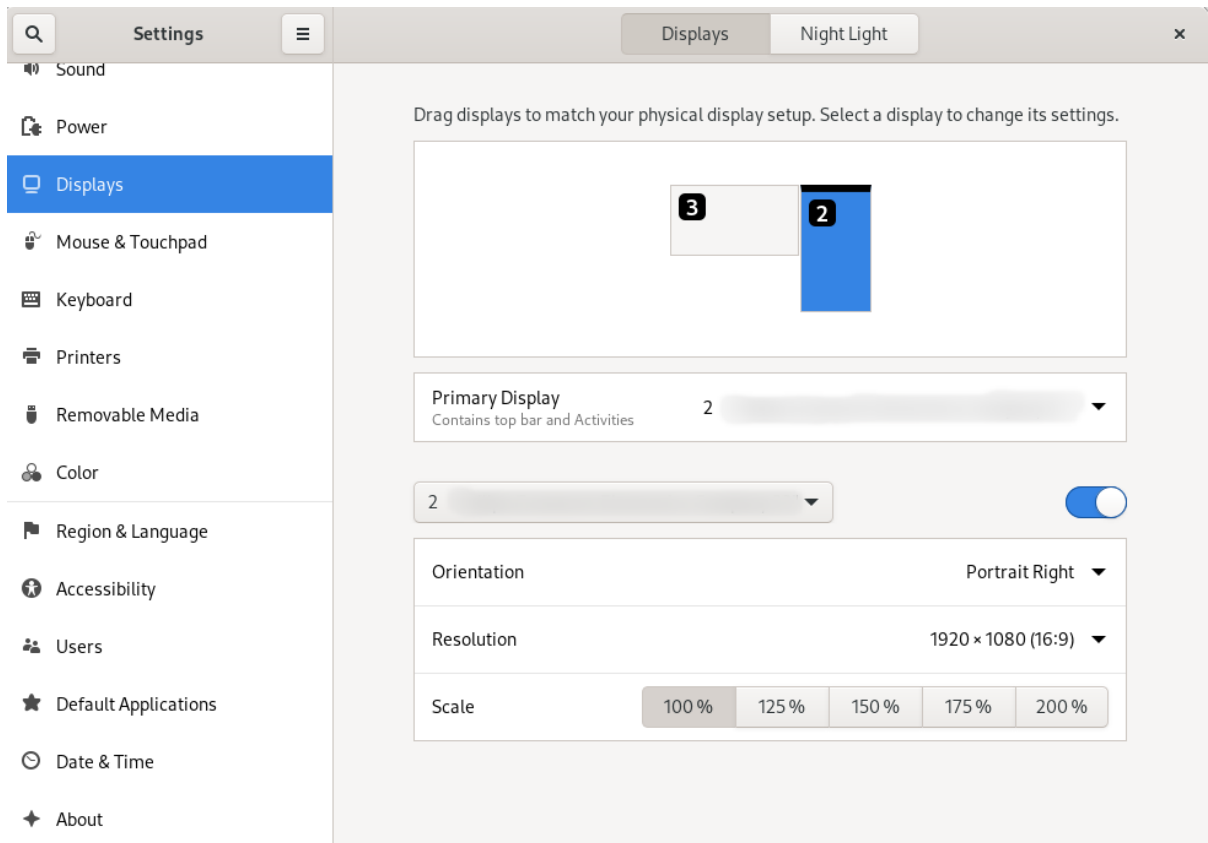 Settings
Displays
Night Light
Sound
Power
Displays
Mouse & Touchpad
Keyboard
Printers
Removable Media
Color
Region & Language
Accessibility
Users
Default Applications
Date & Time
About
Drag displays to match your physical display setup. Select a display to change its settings.
3
2
Primary Display
Contains top bar and Activities
2
2
Orientation
Portrait Right
Resolution
1920 × 1080 (16:9)
Scale
100 %
125 %
150 %
175 %
200 %